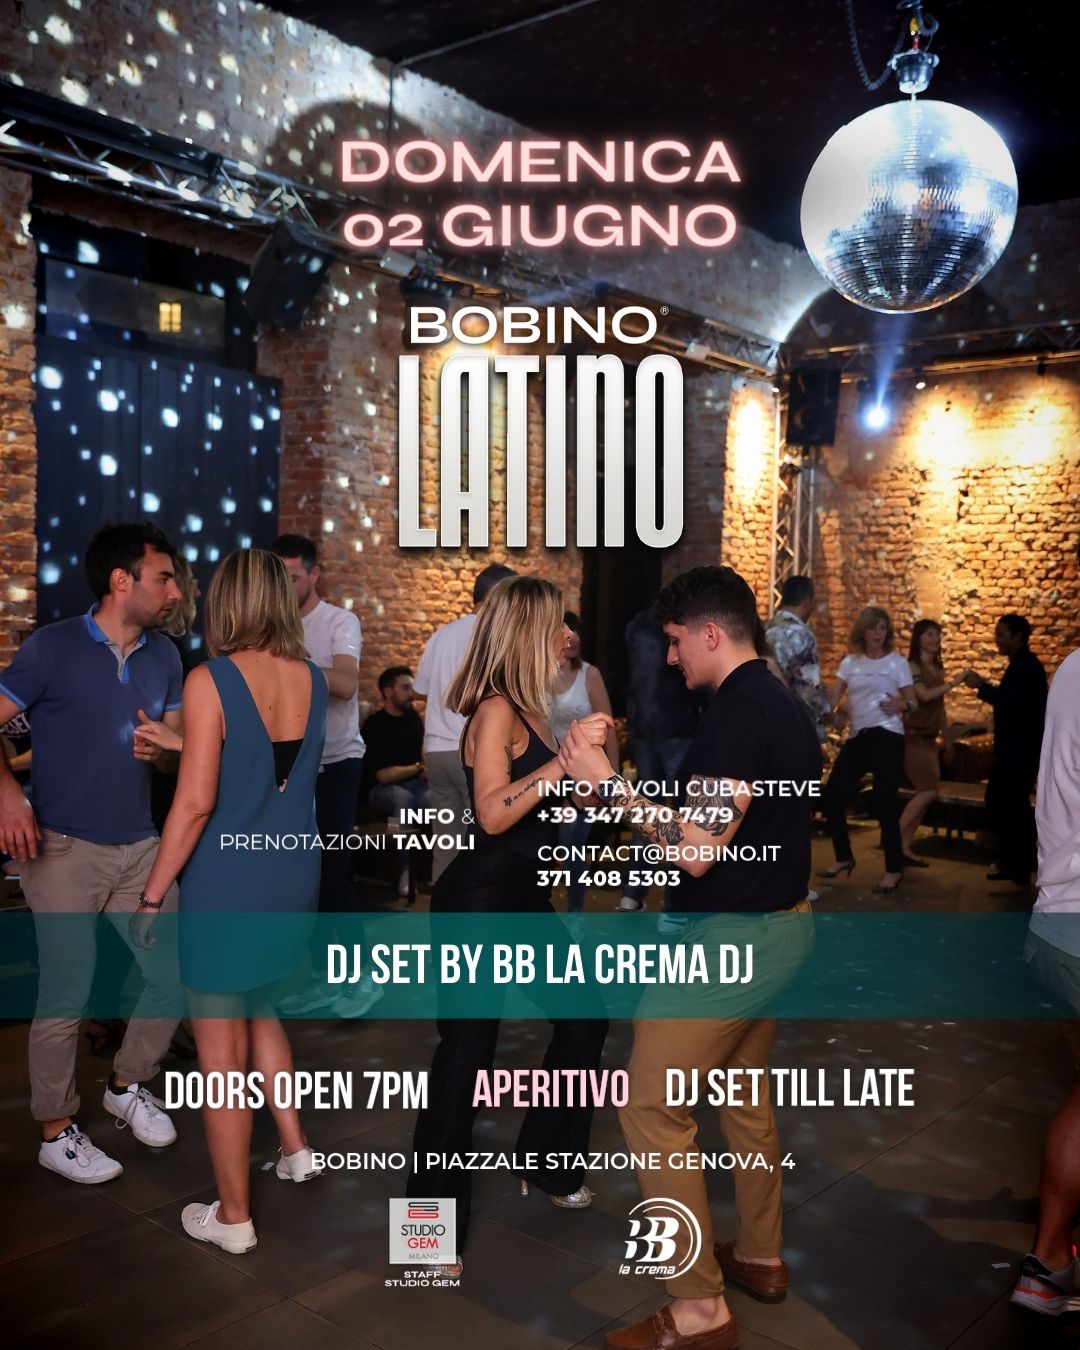 DOMENICA
02 GIUGNO
BOBINO®
LATINO
INFO &
PRENOTAZIONI TAVOLI
INFO TAVOLI CUBASTEVE
+39 347 270 7479
CONTACT@BOBINO.IT
371 408 5303
DJ SET BY BB LA CREMA DJ
DOORS OPEN 7PM APERITIVO DJ SET TILL LATE
BOBINO | PIAZZALE STAZIONE GENOVA, 4
STUDIO
GEM
MILANO
STAFF
STUDIO GEM
BB
la crema